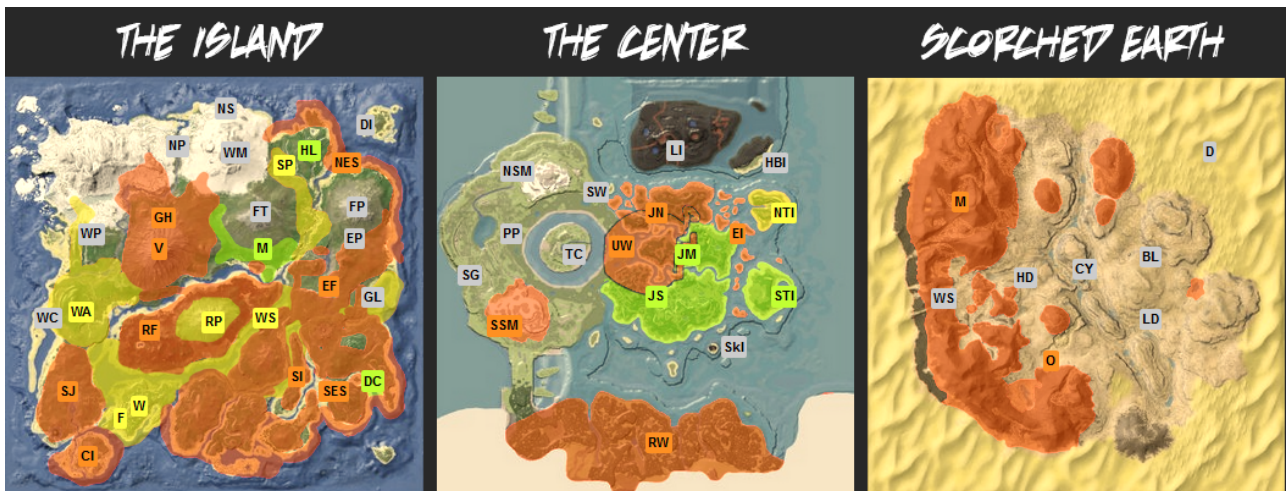 THE ISLAND
THE CENTER
SCORCHED EARTH
NS
DI
NP
WM
SP
HL
NES
GH
FT
FP
WP
V
M
EP
EF
GL
WC
WA
RF
RP
WS
SJ
SI
SES
DC
F
W
CI
LI
HBI
NSM
SW
JN
NTI
PP
TC
UW
JM
EI
SG
JS
STI
SSM
SkI
RW
D
M
BL
CY
HD
WS
LD
O